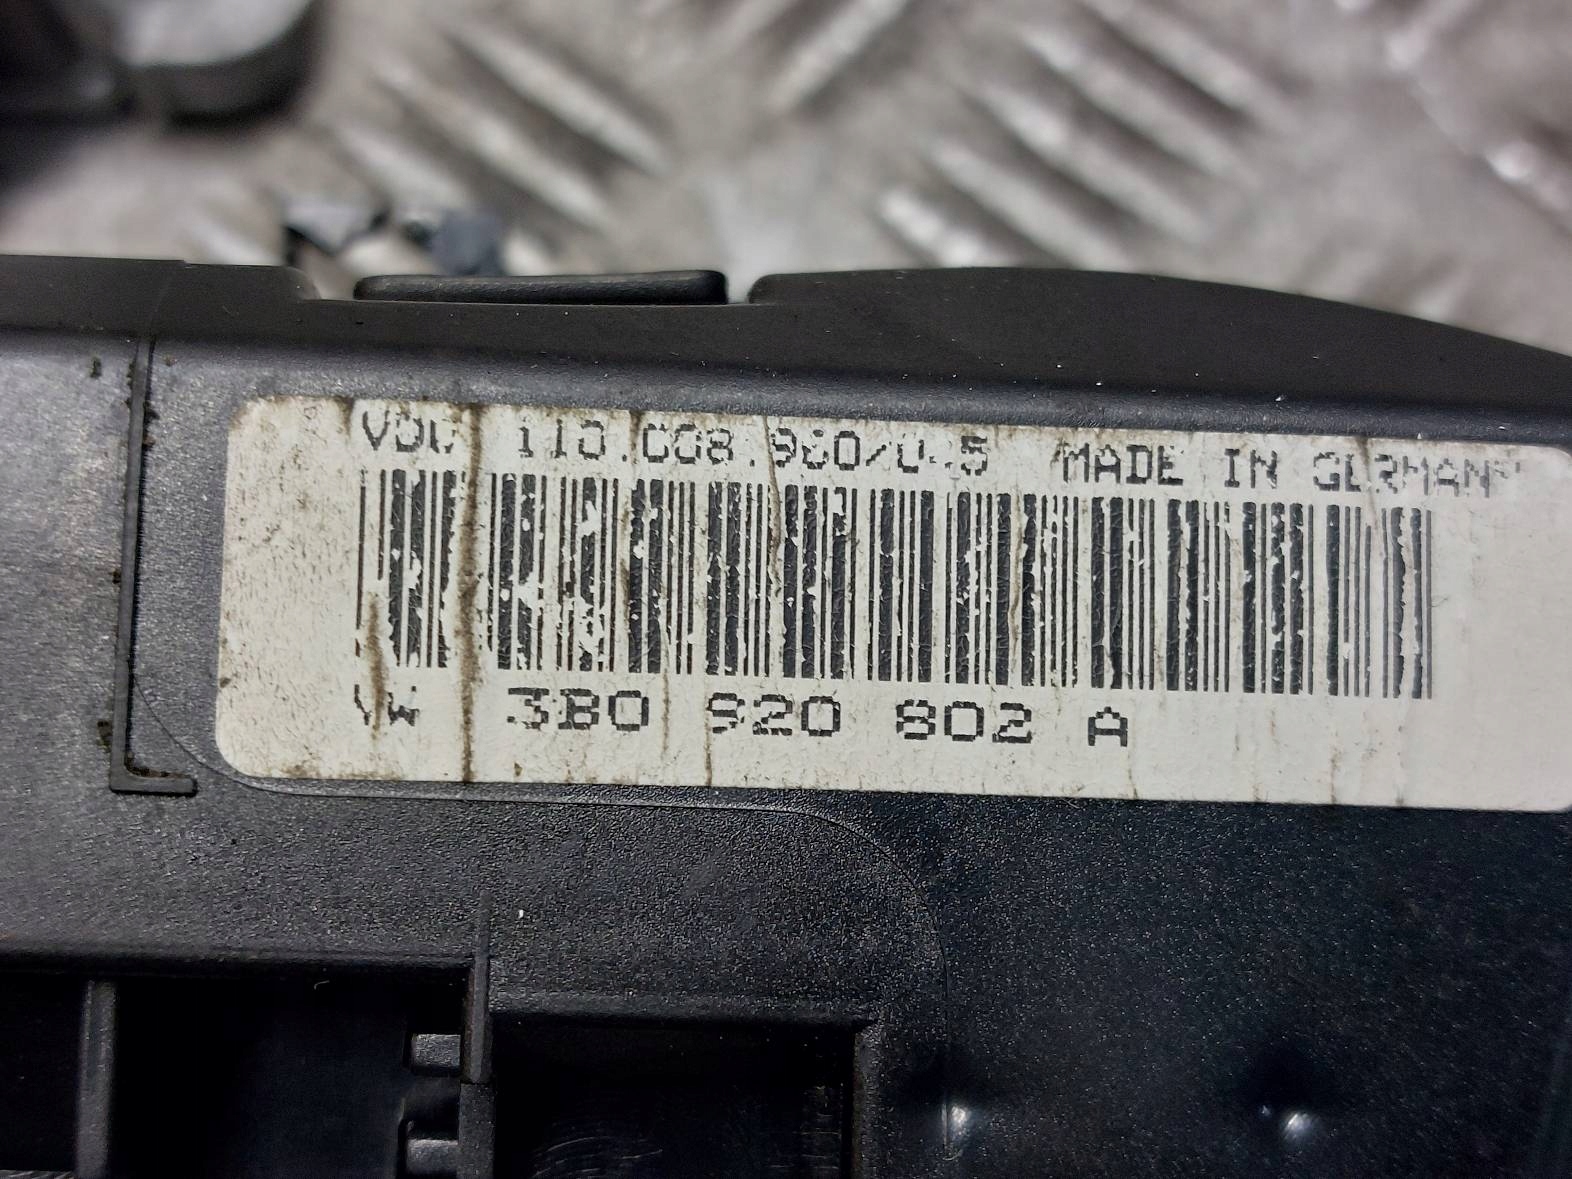 VDO 110.008.960/045 MADE IN GERMANY
VW 3B0 920 802 A